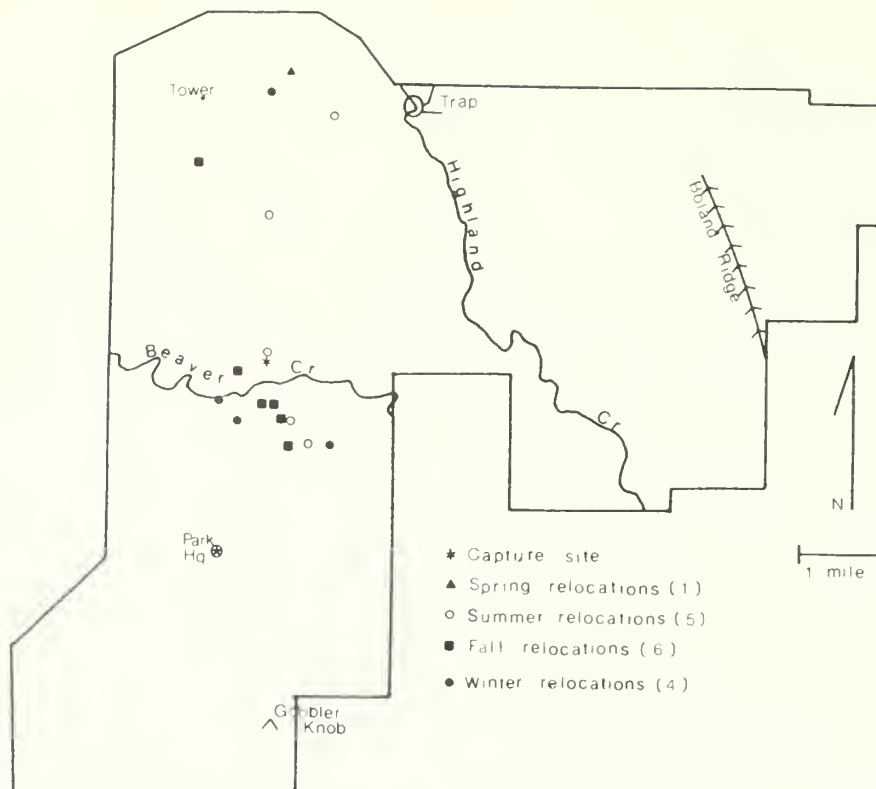 Tower
Trap
Highland
Boland Ridge
Beaver Cr
Cr
Park
Hq
N
1 mile
Capture site
Spring relocations (1)
Summer relocations (5)
Fall relocations (6)
Winter relocations (4)
Gobbler
Knob